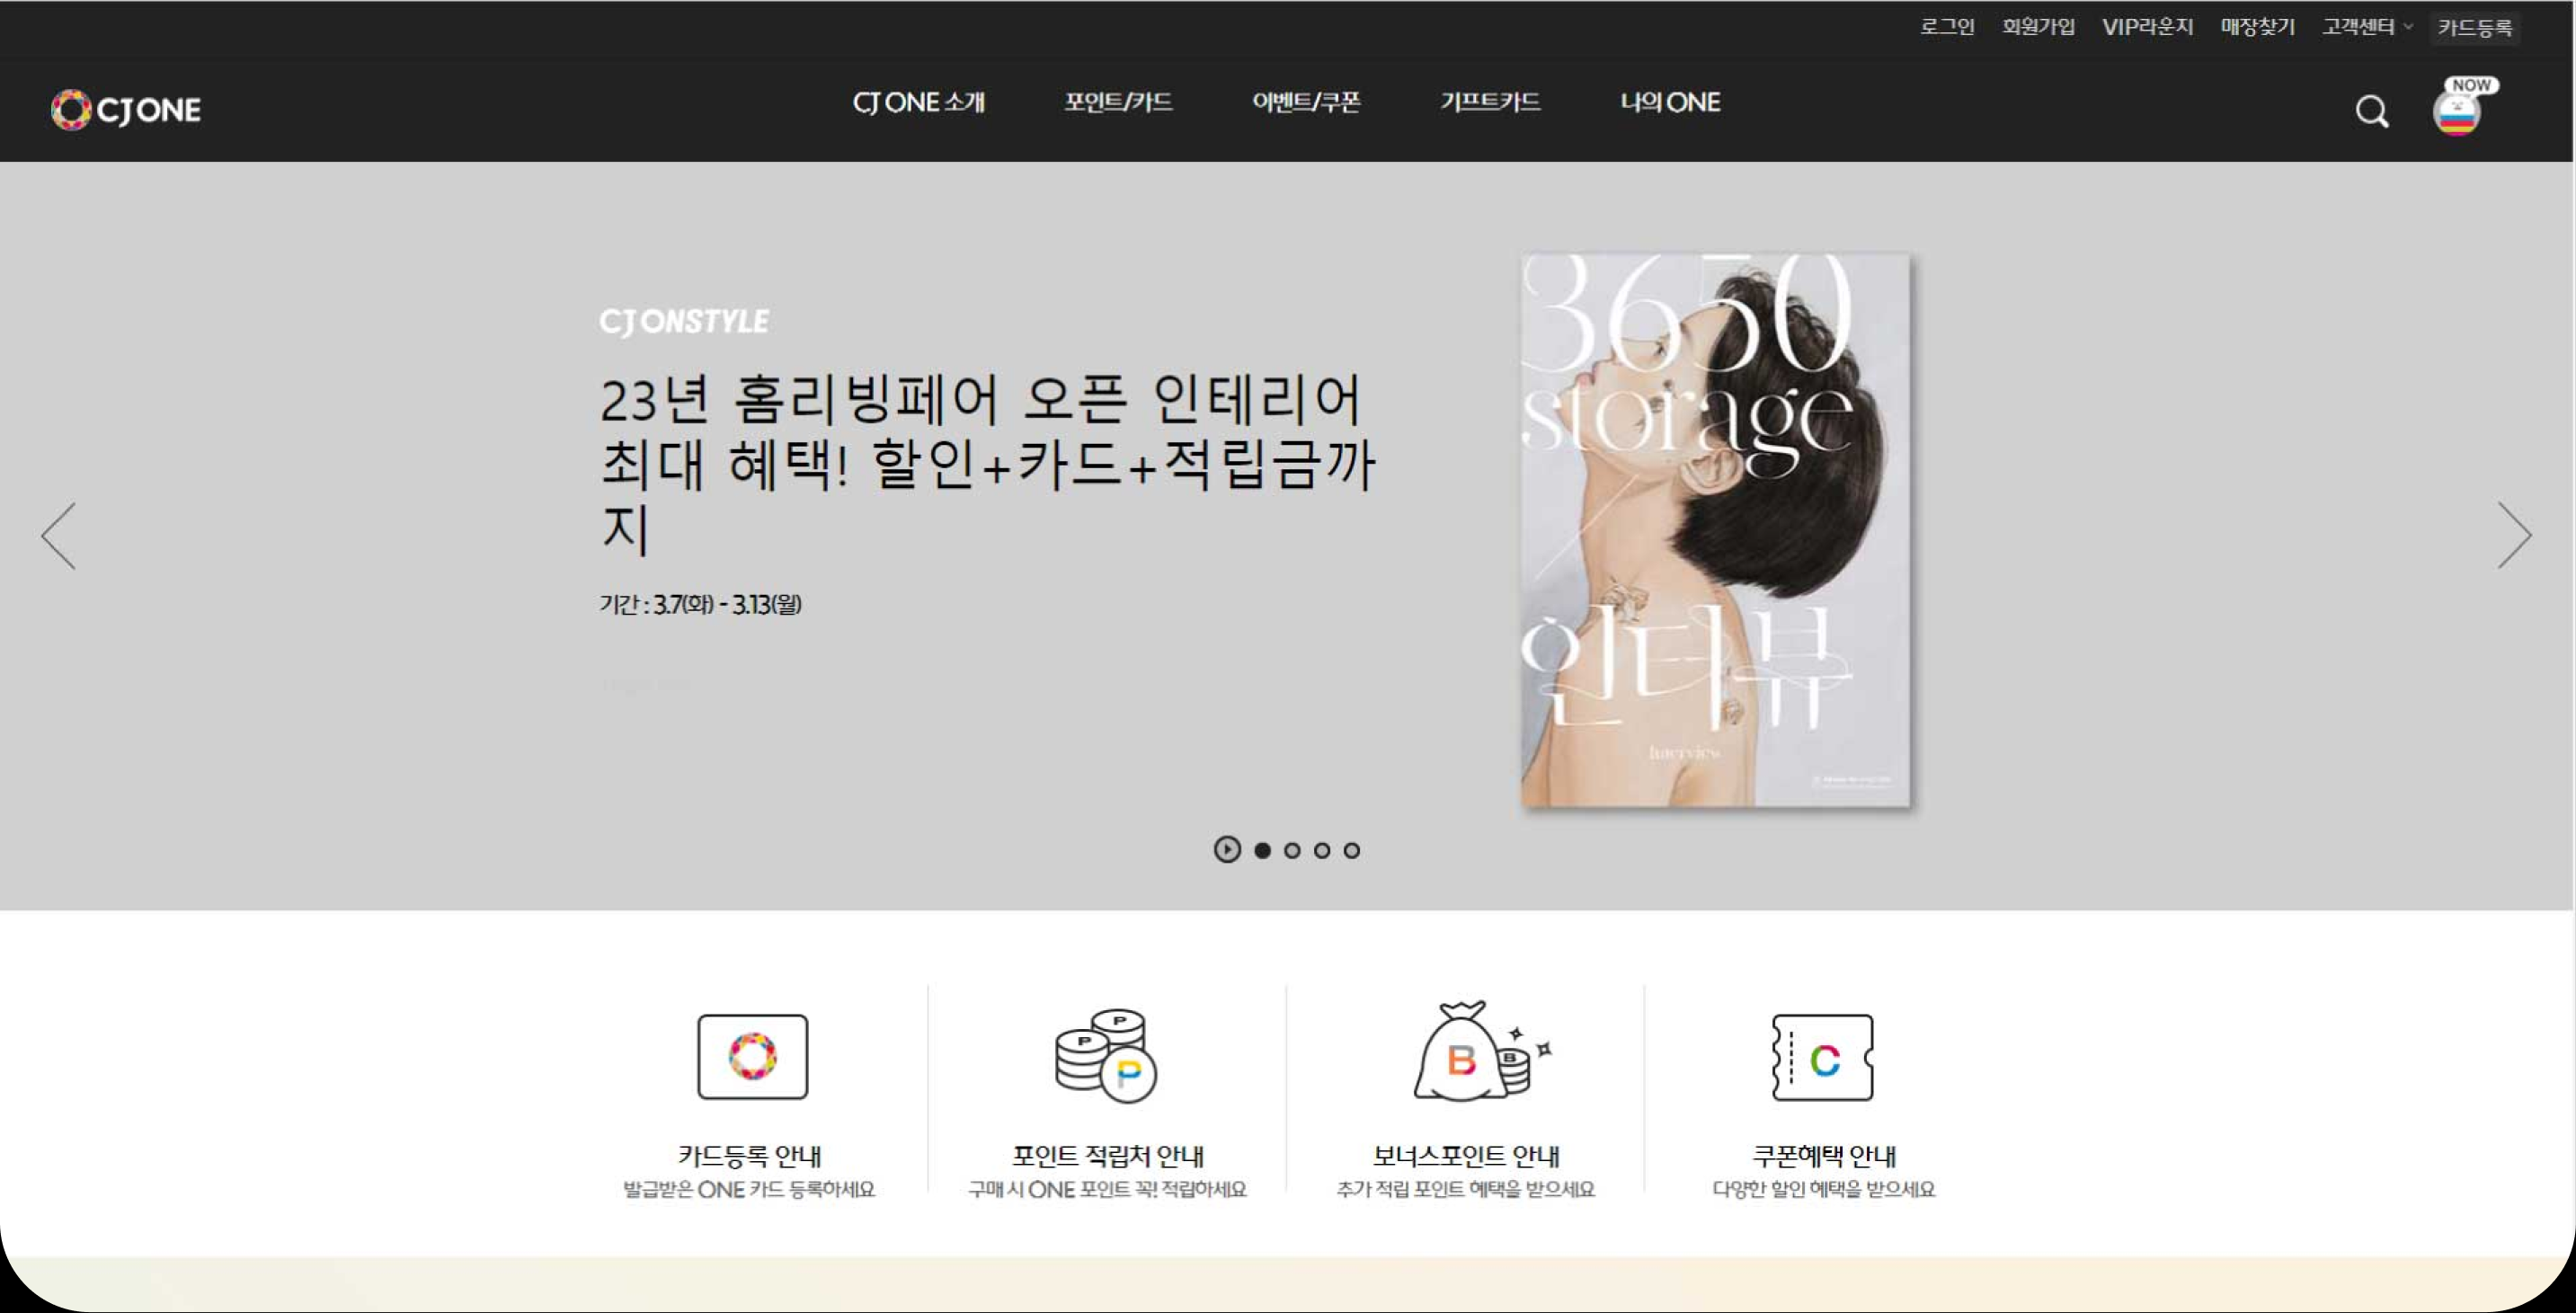 로그인 회원가입 VIP라운지 매장찾기 고객센터 카드등록
CJ ONE CJ ONE 소개 포인트/카드 이벤트/쿠폰 기프트카드 나의 ONE NOW
CJ ONSTYLE
23년 홈리빙페어 오픈 인테리어
최대 혜택! 할인+카드+적립금까
지
기간 : 3.7(화) - 3.13(월)
3650
storage
인터뷰
Interview
P
P
P
B
B
C
카드등록 안내 포인트 적립처 안내 보너스포인트 안내 쿠폰혜택 안내
발급받은 ONE 카드 등록하세요 구매 시 ONE 포인트 꼭! 적립하세요 추가 적립 포인트 혜택을 받으세요 다양한 할인 혜택을 받으세요